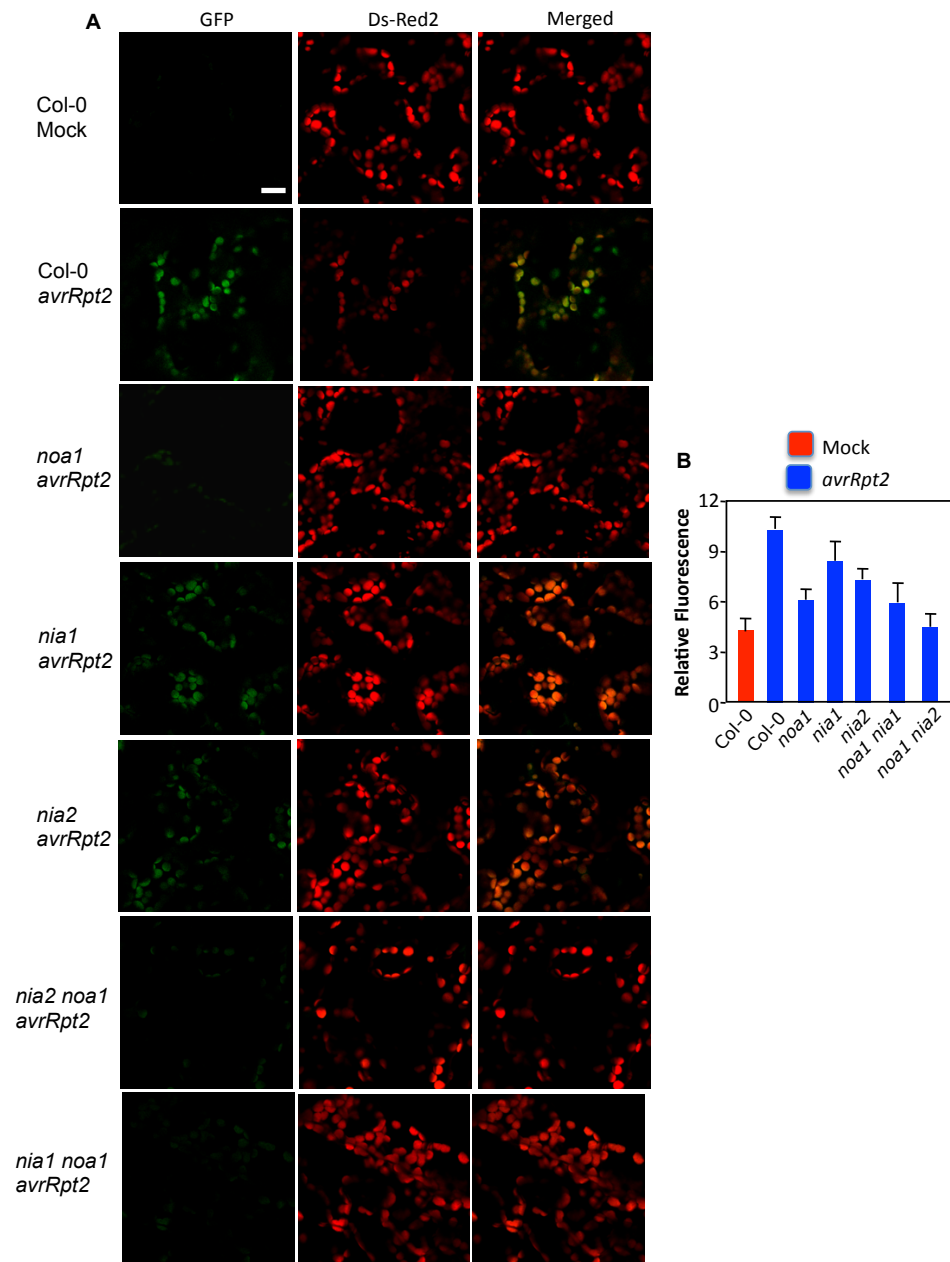 A
GFP
Ds-Red2
Merged
Col-0
Mock
Col-0
avrRpt2
noa1
avrRpt2
nia1
avrRpt2
nia2
avrRpt2
nia2 noa1
avrRpt2
nia1 noa1
avrRpt2
B
Mock
avrRpt2
Relative Fluorescence
12
9
6
3
0
Col-0
Col-0
noa1
nia1
nia2
noa1 nia1
noa1 nia2